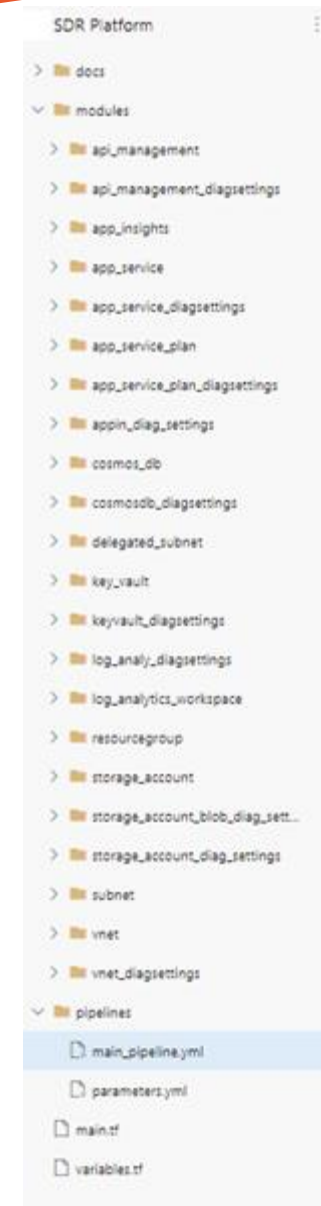 SDR Platform
docs
modules
api_management
api_management_diagsettings
app_insights
app_service
app_service_diagsettings
app_service_plan
app_service_plan_diagsettings
appin_diag_settings
cosmos_db
cosmosdb_diagsettings
delegated_subnet
key_vault
keyvault_diagsettings
log_analy_diagsettings
log_analytics_workspace
resourcegroup
storage_account
storage_account_blob_diag_sett...
storage_account_diag_settings
subnet
vnet
vnet_diagsettings
pipelines
main_pipeline.yml
parameters.yml
main.tf
variables.tf